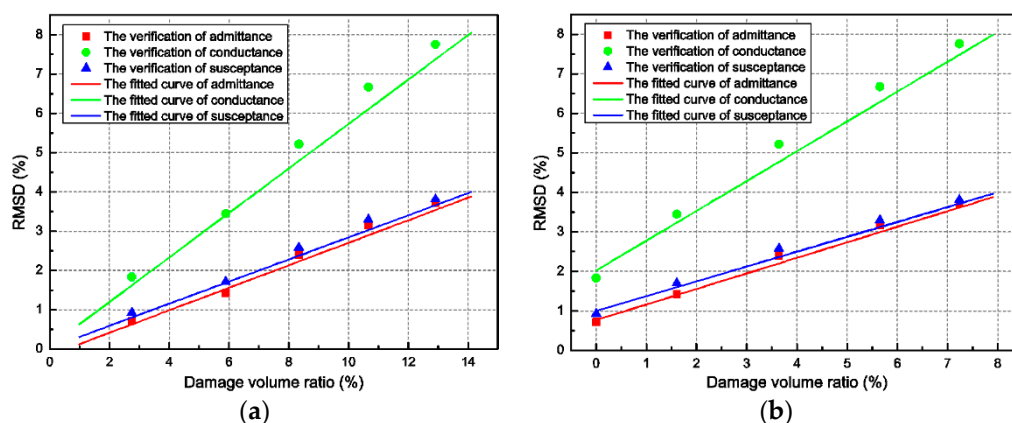 The verification of admittance
The verification of conductance
The verification of susceptance
The fitted curve of admittance
The fitted curve of conductance
The fitted curve of susceptance
RMSD (%)
8
7
6
5
4
3
2
1
0
0 2 4 6 8 10 12 14
Damage volume ratio (%)
(a)
The verification of admittance
The verification of conductance
The verification of susceptance
The fitted curve of admittance
The fitted curve of conductance
The fitted curve of susceptance
RMSD (%)
8
7
6
5
4
3
2
1
0
0 1 2 3 4 5 6 7 8
Damage volume ratio (%)
(b)